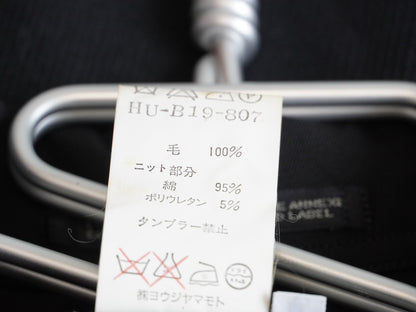 HU-B19-807
毛 100%
ニット部分
綿 95%
ポリウレタン 5%
タンブラー禁止
㈱ヨウジヤマモト
LABEL